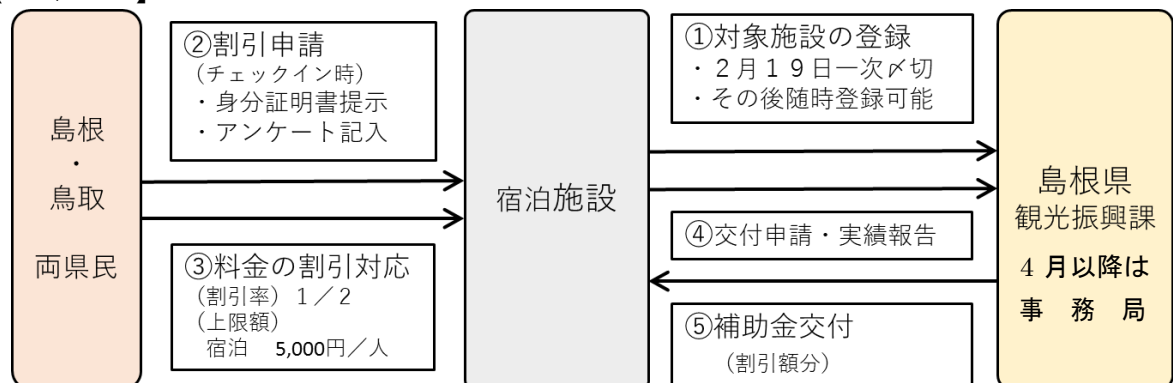 島根
・
鳥取
両県民
②割引申請
(チェックイン時)
・身分証明書提示
・アンケート記入
③料金の割引対応
(割引率) 1/2
(上限額)
宿泊 5,000円/人
宿泊施設
①対象施設の登録
・2月19日一次〆切
・その後随時登録可能
④交付申請・実績報告
⑤補助金交付
(割引額分)
島根県
観光振興課
4月以降は
事務局